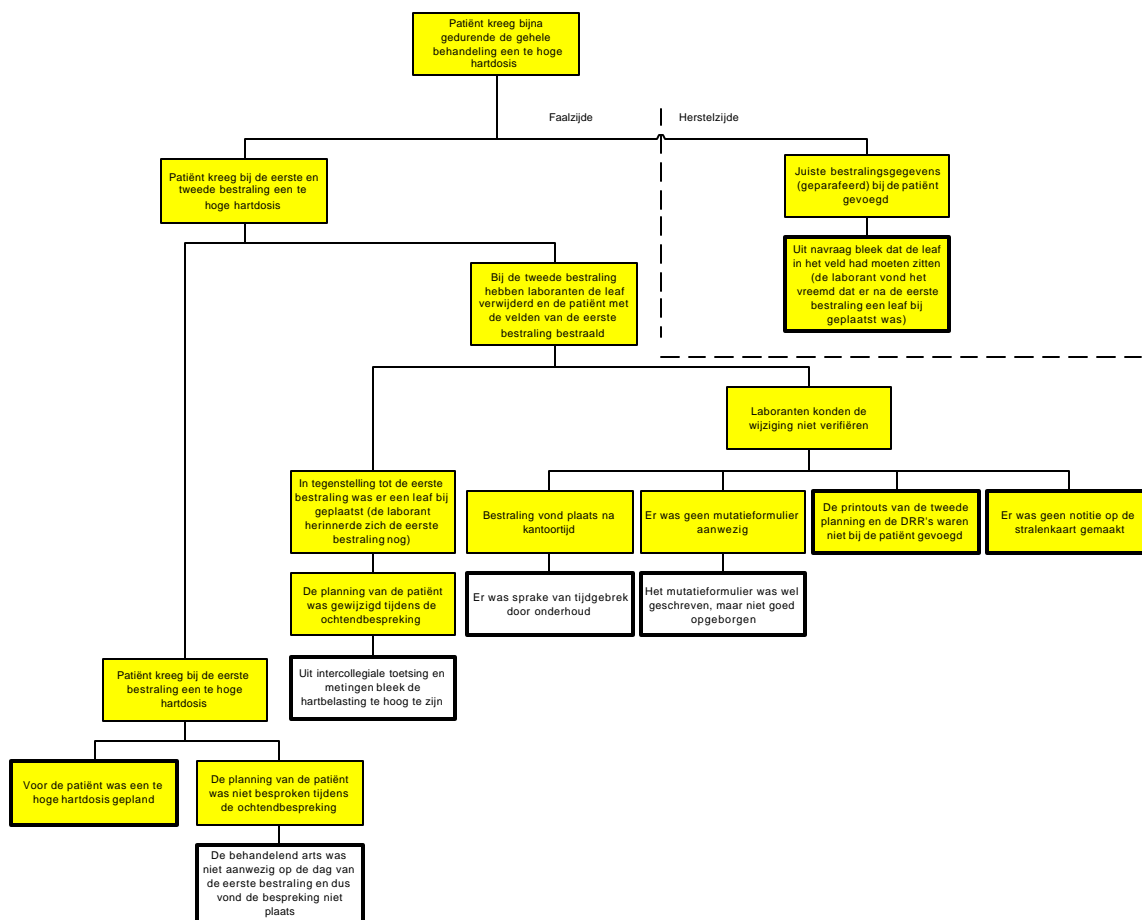 Patiënt kreeg bijna
gedurende de gehele
behandeling een te hoge
hartdosis
Faalzijde
Herstelzijde
Patiënt kreeg bij de eerste en
tweede bestraling een te
hoge hartdosis
Juiste bestralingsgegevens
(geparafeerd) bij de patiënt
gevoegd
Uit navraag bleek dat de leaf
in het veld had moeten zitten
(de laborant vond het
vreemd dat er na de eerste
bestraling een leaf bij
geplaatst was)
Bij de tweede bestraling
hebben laboranten de leaf
verwijderd en de patiënt met
de velden van de eerste
bestraling bestraald
Laboranten konden de
wijziging niet verifiëren
In tegenstelling tot de eerste
bestraling was er een leaf bij
geplaatst (de laborant
herinnerde zich de eerste
bestraling nog)
Bestraling vond plaats na
kantoortijd
Er was geen mutatieformulier
aanwezig
De printouts van de tweede
planning en de DRR's waren
niet bij de patiënt gevoegd
Er was geen notitie op de
stralenkaart gemaakt
De planning van de patiënt
was gewijzigd tijdens de
ochtendbespreking
Er was sprake van tijdgebrek
door onderhoud
Het mutatieformulier was wel
geschreven, maar niet goed
opgeborgen
Uit intercollegiale toetsing en
metingen bleek de
hartbelasting te hoog te zijn
Patiënt kreeg bij de eerste
bestraling een te hoge
hartdosis
Voor de patiënt was een te
hoge hartdosis gepland
De planning van de patiënt
was niet besproken tijdens
de ochtendbespreking
De behandelend arts was
niet aanwezig op de dag van
de eerste bestraling en dus
vond de bespreking niet
plaats